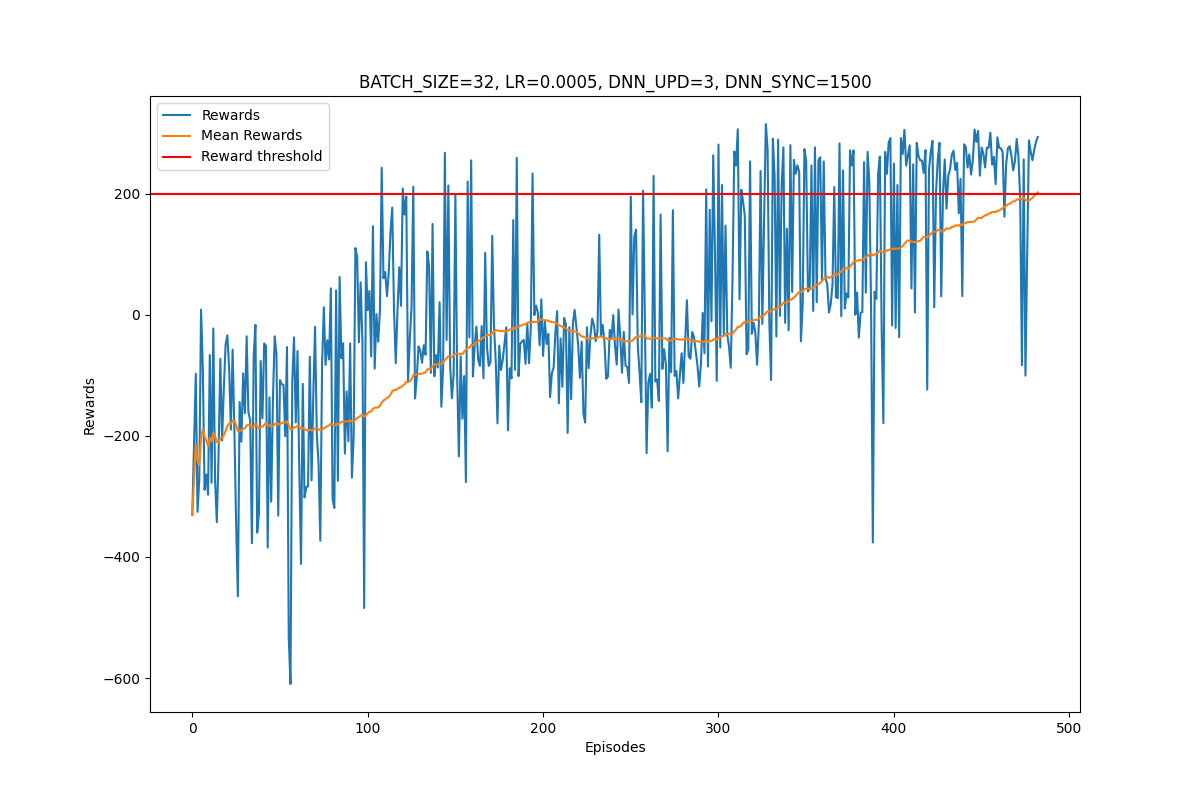 BATCH_SIZE=32, LR=0.0005, DNN_UPD=3, DNN_SYNC=1500
Rewards
Mean Rewards
Reward threshold
200
0
−200
−400
−600
Rewards
0
100
200
300
400
500
Episodes